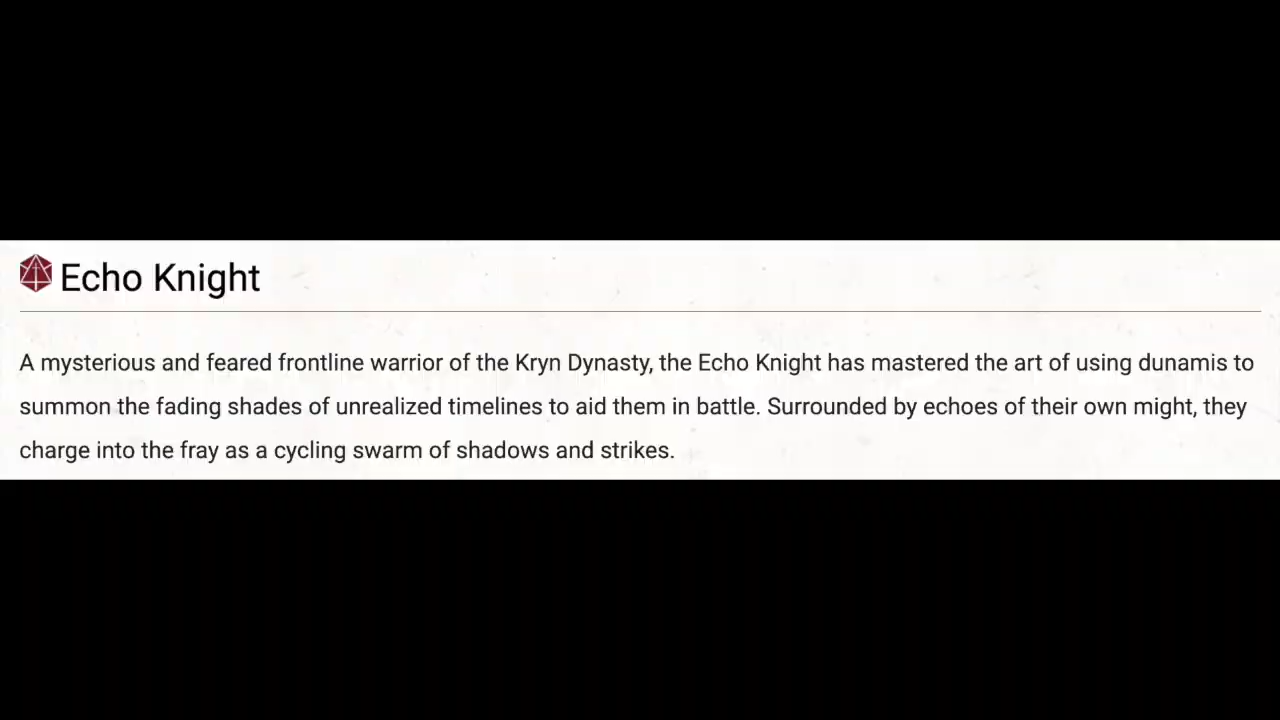 Echo Knight
A mysterious and feared frontline warrior of the Kryn Dynasty, the Echo Knight has mastered the art of using dunamis to
summon the fading shades of unrealized timelines to aid them in battle. Surrounded by echoes of their own might, they
charge into the fray as a cycling swarm of shadows and strikes.